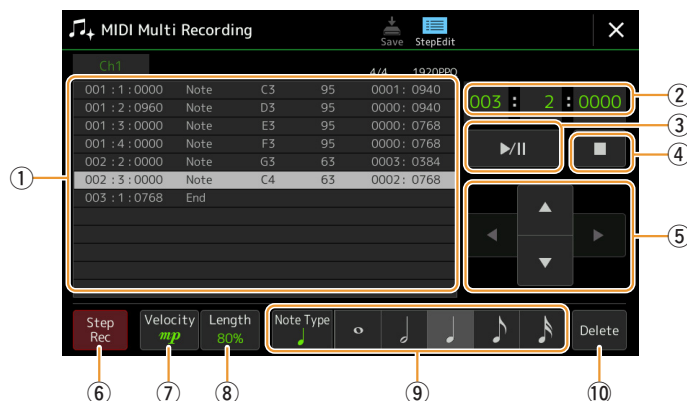 MIDI Multi Recording
Save
StepEdit
Ch1
4/4 1920PPQ
001 : 1 : 0000 Note C3 95 0001 : 0940
001 : 2 : 0960 Note D3 95 0000 : 0940
001 : 3 : 0000 Note E3 95 0000 : 0768
001 : 4 : 0000 Note F3 95 0000 : 0768
002 : 2 : 0000 Note G3 63 0003 : 0384
002 : 3 : 0000 Note C4 63 0002 : 0768
003 : 1 : 0768 End
003 : 2 : 0000
①
②
③
④
⑤
Step
Rec
Velocity
mp
Length
80%
Note Type
Delete
⑥
⑦
⑧
⑨
⑩